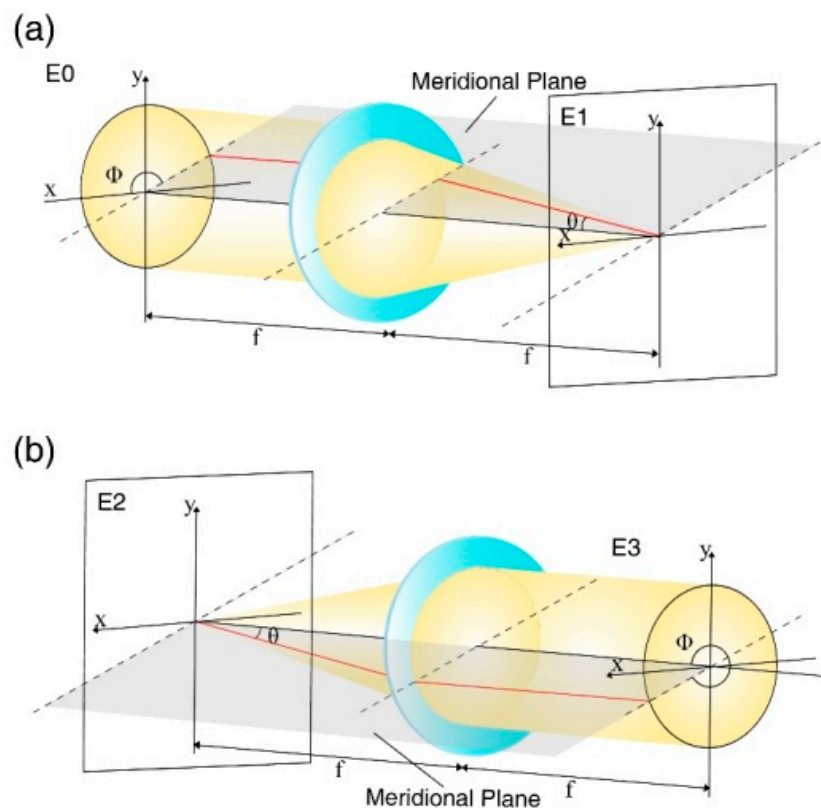 (a)
E0
y
Meridional Plane
E1
y
x
Φ
θ
x
f
f
(b)
E2
y
E3
y
x
θ
Φ
x
f
f
Meridional Plane